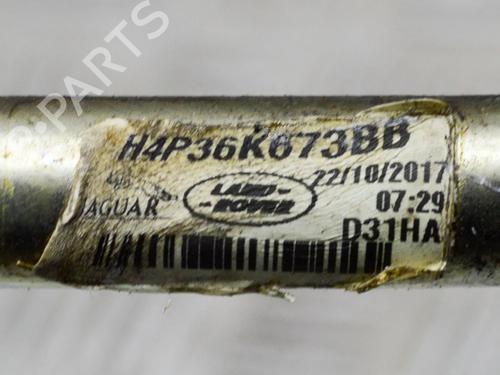 H4P36K673BB
22/10/2017
JAGUAR
LAND-
-ROVER
07:29
D31HA
B-PARTS